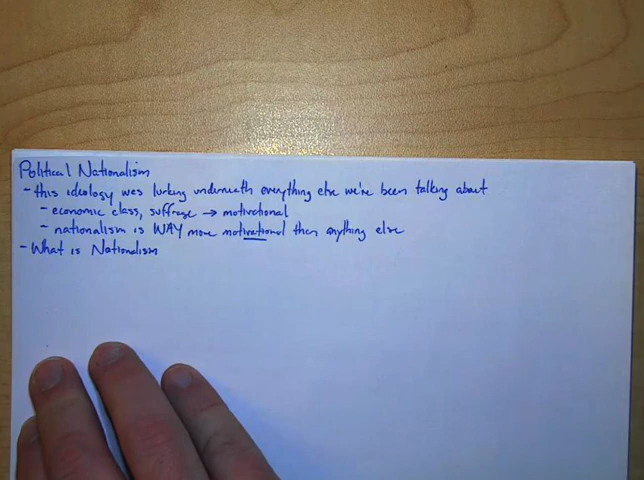 Political Nationalism
- this ideology was lurking underneath everything else we've been talking about
- economic class, suffrage → motivational
- nationalism is WAY more motivational than anything else
- What is Nationalism